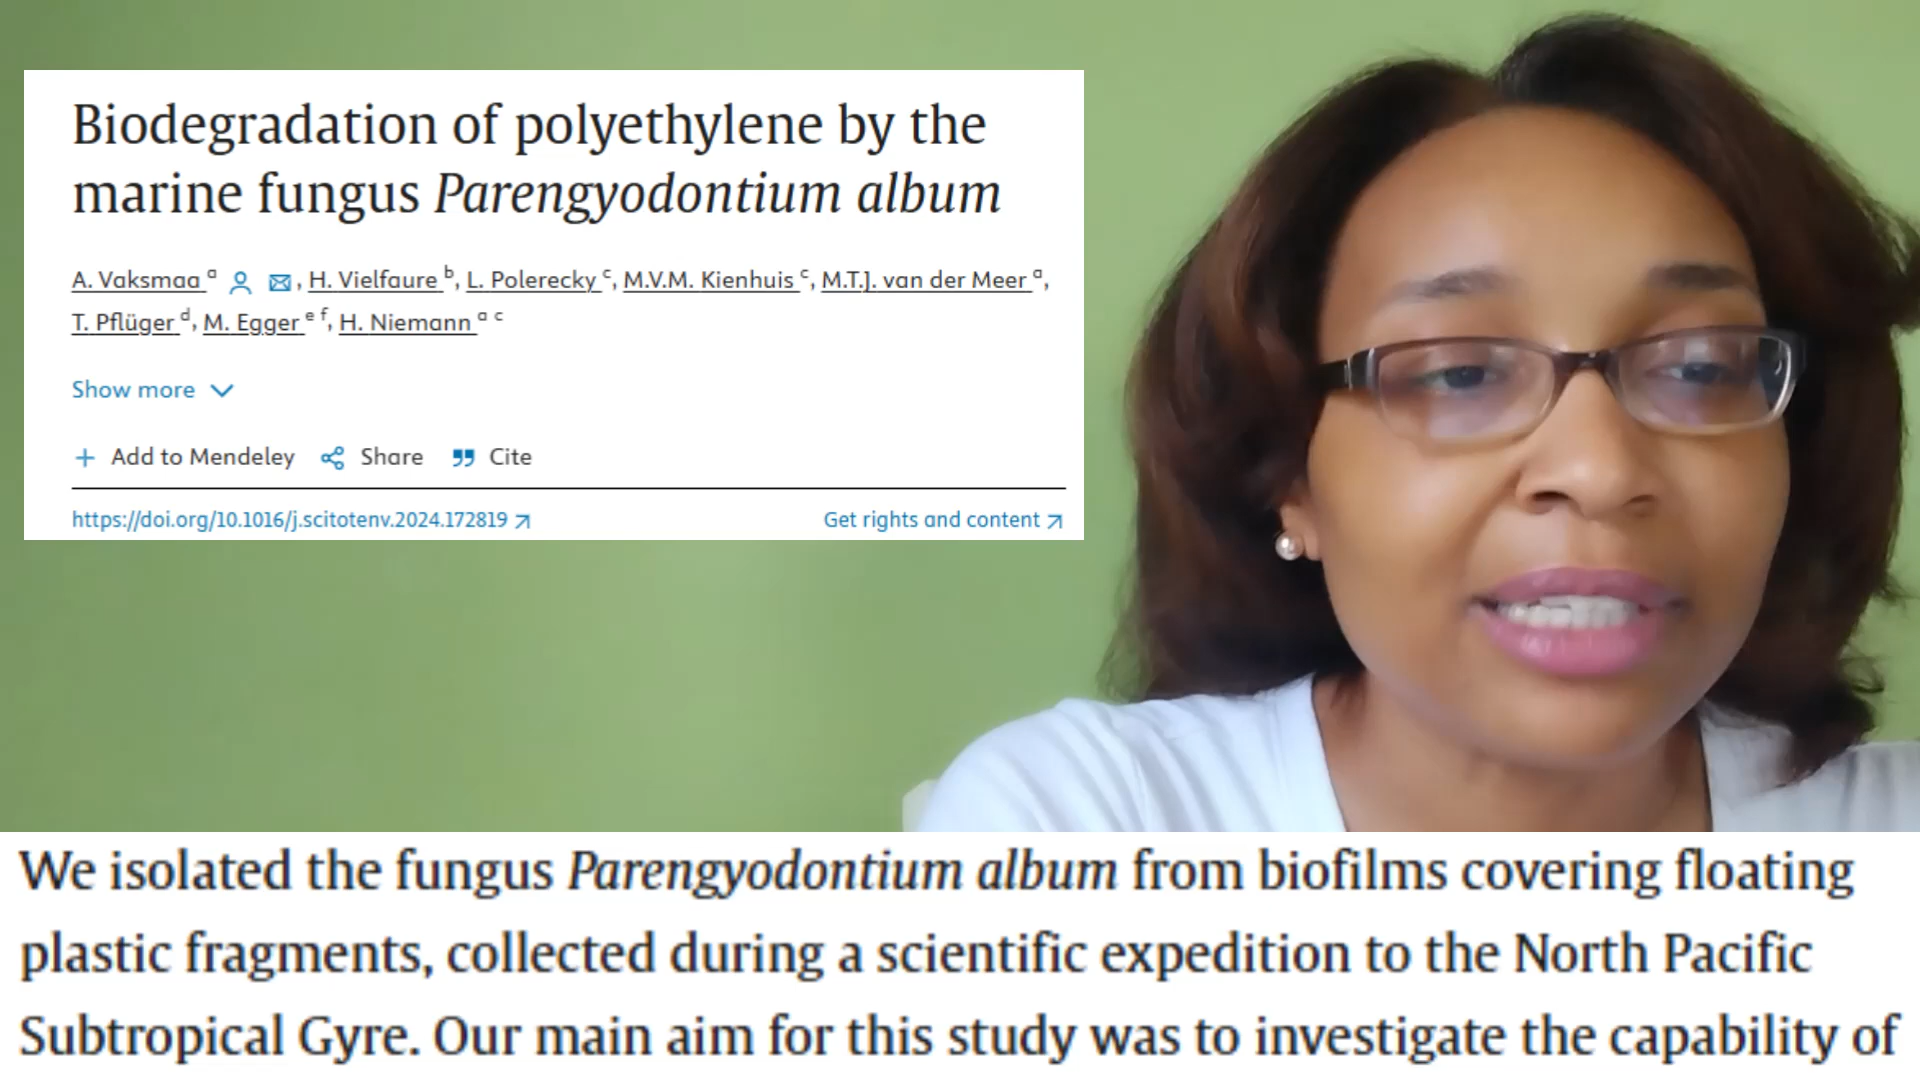 Biodegradation of polyethylene by the
marine fungus Parengyodontium album
A. Vaksmaa a, H. Vielfaure b, L. Polerecky c, M.V.M. Kienhuis c, M.T.J. van der Meer a,
T. Pflüger d, M. Egger e f, H. Niemann a c
Show more
+ Add to Mendeley Share Cite
https://doi.org/10.1016/j.scitotenv.2024.172819 Get rights and content
We isolated the fungus Parengyodontium album from biofilms covering floating
plastic fragments, collected during a scientific expedition to the North Pacific
Subtropical Gyre. Our main aim for this study was to investigate the capability of